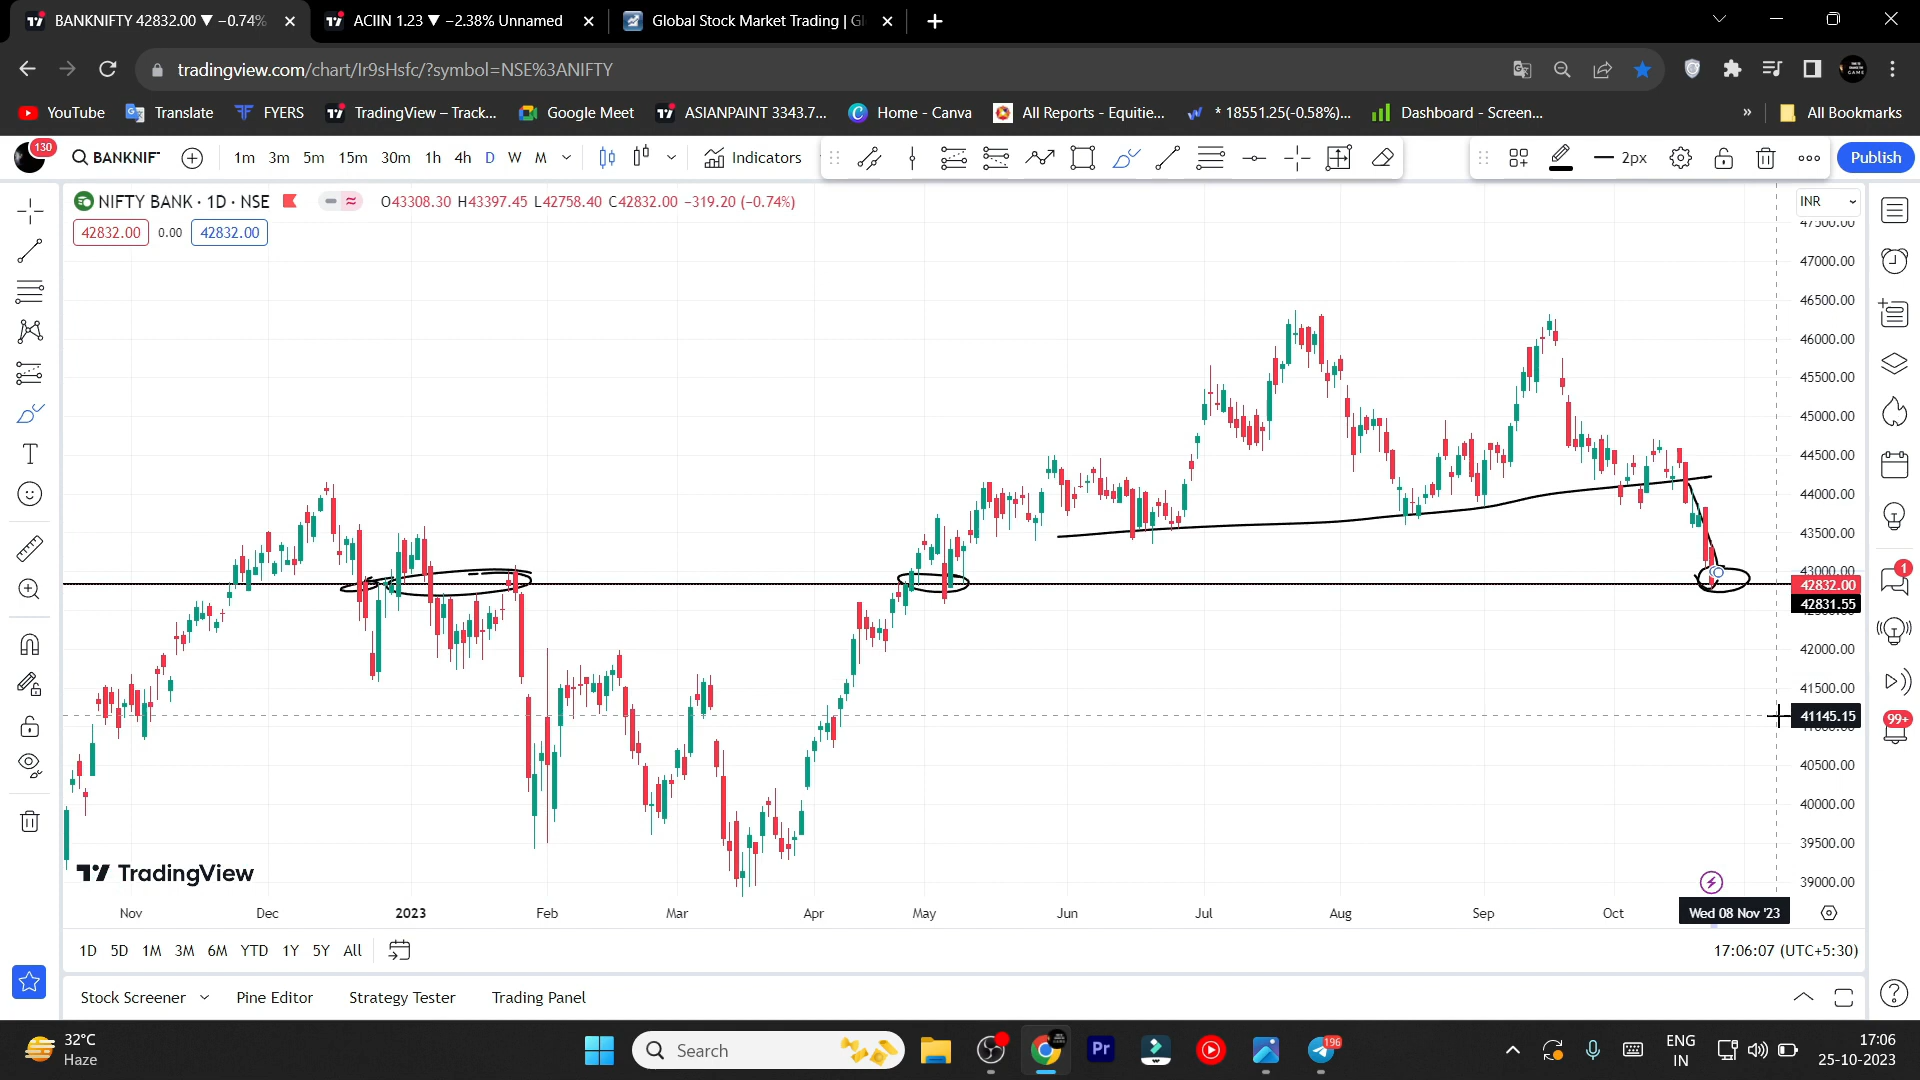 BANKNIFTY 42832.00 ▼ −0.74%
ACIIN 1.23 ▼ −2.38% Unnamed
Global Stock Market Trading | Gl
tradingview.com/chart/Ir9sHsfc/?symbol=NSE%3ANIFTY
YouTube
Translate
FYERS
TradingView – Track...
Google Meet
ASIANPAINT 3343.7...
Home - Canva
All Reports - Equitie...
* 18551.25(-0.58%)...
Dashboard - Screen...
»
All Bookmarks
130
BANKNIF
1m 3m 5m 15m 30m 1h 4h D W M
Indicators
2px
Publish
NIFTY BANK · 1D · NSE
O43308.30 H43397.45 L42758.40 C42832.00 −319.20 (−0.74%)
INR
42832.00 0.00 42832.00
47500.00
47000.00
46500.00
46000.00
45500.00
45000.00
44500.00
44000.00
43500.00
43000.00
42832.00
42831.55
42000.00
41500.00
41145.15
40500.00
40000.00
39500.00
39000.00
1
99+
TradingView
Nov Dec 2023 Feb Mar Apr May Jun Jul Aug Sep Oct Wed 08 Nov '23
1D 5D 1M 3M 6M YTD 1Y 5Y All
17:06:07 (UTC+5:30)
Stock Screener
Pine Editor
Strategy Tester
Trading Panel
32°C
Haze
Search
Pr
196
ENG
IN
17:06
25-10-2023